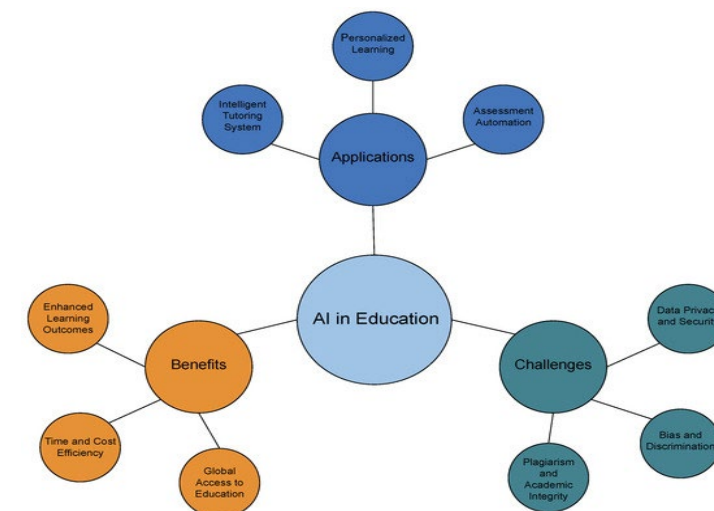 Personalized
Learning
Intelligent
Tutoring
System
Assessment
Automation
Applications
AI in Education
Enhanced
Learning
Outcomes
Benefits
Time and Cost
Efficiency
Global
Access to
Education
Data Privac
and Securit
Challenges
Bias and
Discrimination
Plagiarism
and
Academic
Integrity